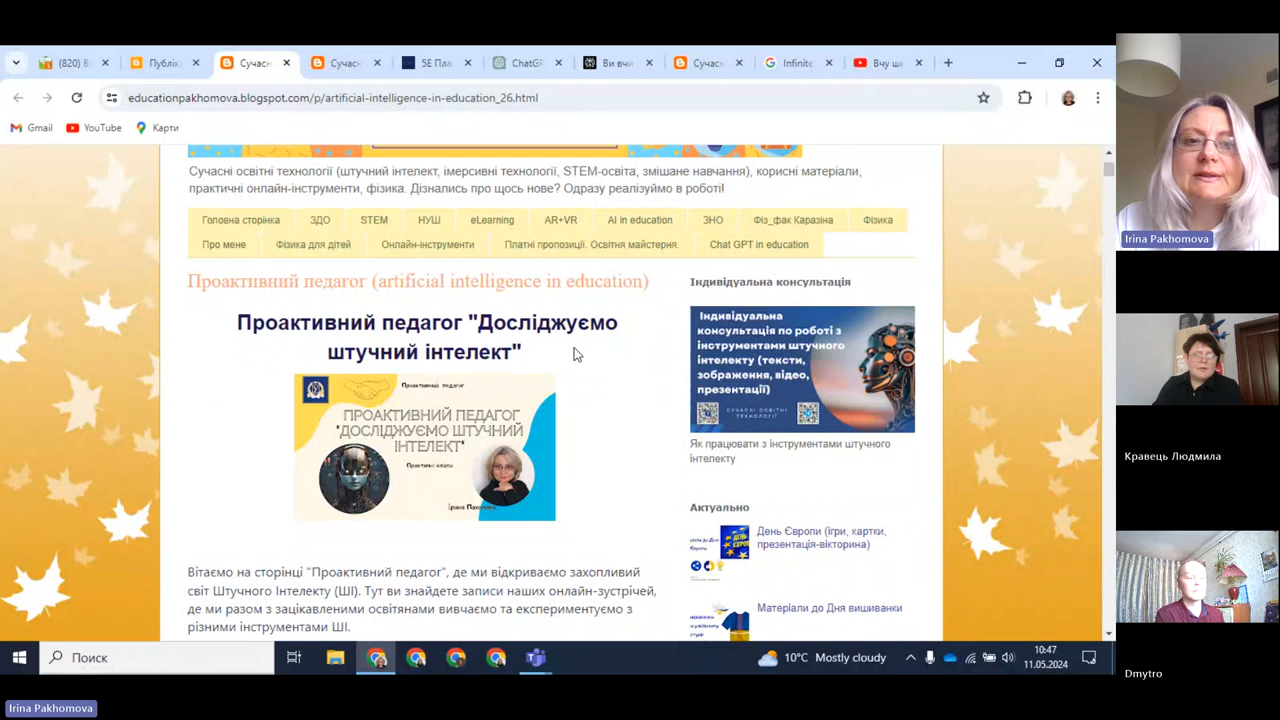 (820) В
Публік
Сучасн
Сучасн
5E Пла
ChatGP
Ви вчи
Сучасн
Infinite
Вчу ші
educationpakhomova.blogspot.com/p/artificial-intelligence-in-education_26.html
Gmail
YouTube
Карти
Сучасні освітні технології (штучний інтелект, імерсивні технології, STEM-освіта, змішане навчання), корисні матеріали,
практичні онлайн-інструменти, фізика. Дізнались про щось нове? Одразу реалізуймо в роботі!
Головна сторінка ЗДО STEM НУШ eLearning AR+VR AI in education ЗНО Фіз_фак Каразіна Фізика
Про мене Фізика для дітей Онлайн-інструменти Платні пропозиції. Освітня майстерня. Chat GPT in education
Проактивний педагог (artificial intelligence in education)
Проактивний педагог "Досліджуємо
штучний інтелект"
Проактивний педагог
ПРОАКТИВНИЙ ПЕДАГОГ
"ДОСЛІДЖУЄМО ШТУЧНИЙ
ІНТЕЛЕКТ"
Ірина Пахомова
Вітаємо на сторінці "Проактивний педагог", де ми відкриваємо захопливий
світ Штучного Інтелекту (ШІ). Тут ви знайдете записи наших онлайн-зустрічей,
де ми разом з зацікавленими освітянами вивчаємо та експериментуємо з
різними інструментами ШІ.
Індивідуальна консультація
Індивідуальна
консультація по роботі з
інструментами штучного
інтелекту (тексти,
зображення, відео,
презентації)
СУЧАСНІ ОСВІТНІ
ТЕХНОЛОГІЇ
Як працювати з інструментами штучного
інтелекту
Актуально
День Європи (ігри, картки,
презентація-вікторина)
Матеріали до Дня вишиванки
Поиск
10°C Mostly cloudy
10:47
11.05.2024
Irina Pakhomova
Кравець Людмила
Dmytro
Irina Pakhomova